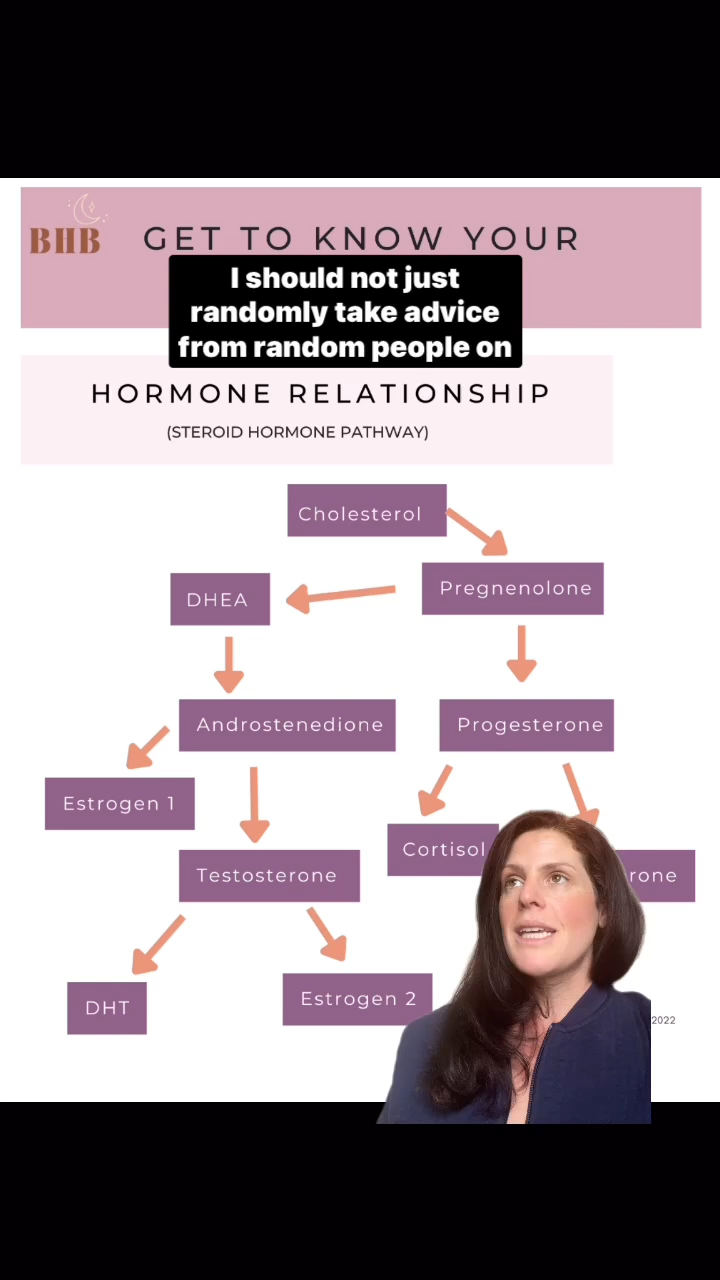 BHB
GET TO KNOW YOUR
I should not just
randomly take advice
from random people on
HORMONE RELATIONSHIP
(STEROID HORMONE PATHWAY)
Cholesterol
Pregnenolone
DHEA
Androstenedione
Progesterone
Estrogen 1
Cortisol
Testosterone
rone
DHT
Estrogen 2
2022